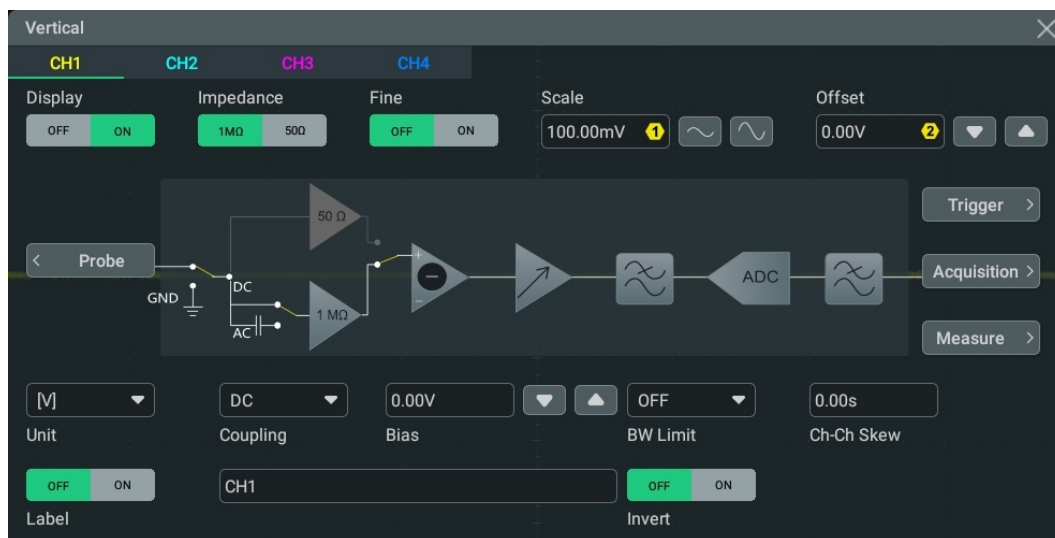 Vertical
CH1 CH2 CH3 CH4
Display Impedance Fine Scale Offset
OFF ON 1MΩ 50Ω OFF ON 100.00mV 1 0.00V 2
50 Ω
Trigger >
< Probe
+
DC
ADC
Acquisition >
GND
1 MΩ
AC
Measure >
[V] DC 0.00V OFF 0.00s
Unit Coupling Bias BW Limit Ch-Ch Skew
OFF ON CH1 OFF ON
Label Invert